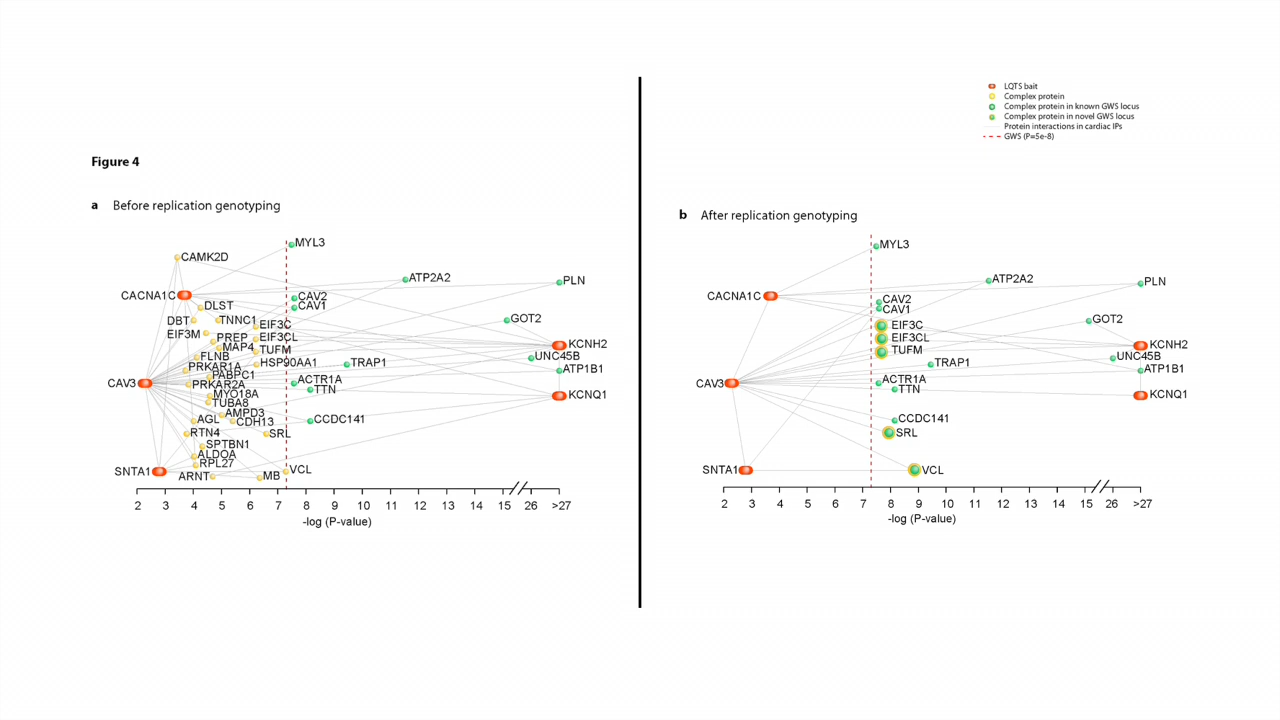 LQTS bait
Complex protein
Complex protein in known GWS locus
Complex protein in novel GWS locus
Protein interactions in cardiac IPs
GWS (P=5e-8)
Figure 4
a Before replication genotyping
MYL3
CAMK2D
ATP2A2
PLN
CACNA1C
CAV2
CAV1
DLST
DBT
TNNC1
EIF3C
GOT2
EIF3M
PREP
EIF3CL
KCNH2
MAP4
TUFM
FLNB
UNC45B
PRKAR1A
HSP90AA1
TRAP1
ATP1B1
PABPC1
CAV3
PRKAR2A
ACTR1A
TTN
MYO18A
KCNQ1
TUBA8
AMPD3
AGL
CDH13
CCDC141
RTN4
SRL
SPTBN1
ALDOA
RPL27
SNTA1
ARNT
MB
VCL
2 3 4 5 6 7 8 9 10 11 12 13 14 15 26 >27
-log (P-value)
b After replication genotyping
MYL3
ATP2A2
PLN
CACNA1C
CAV2
CAV1
GOT2
EIF3C
EIF3CL
KCNH2
TUFM
UNC45B
TRAP1
ATP1B1
CAV3
ACTR1A
TTN
KCNQ1
CCDC141
SRL
SNTA1
VCL
2 3 4 5 6 7 8 9 10 11 12 13 14 15 26 >27
-log (P-value)